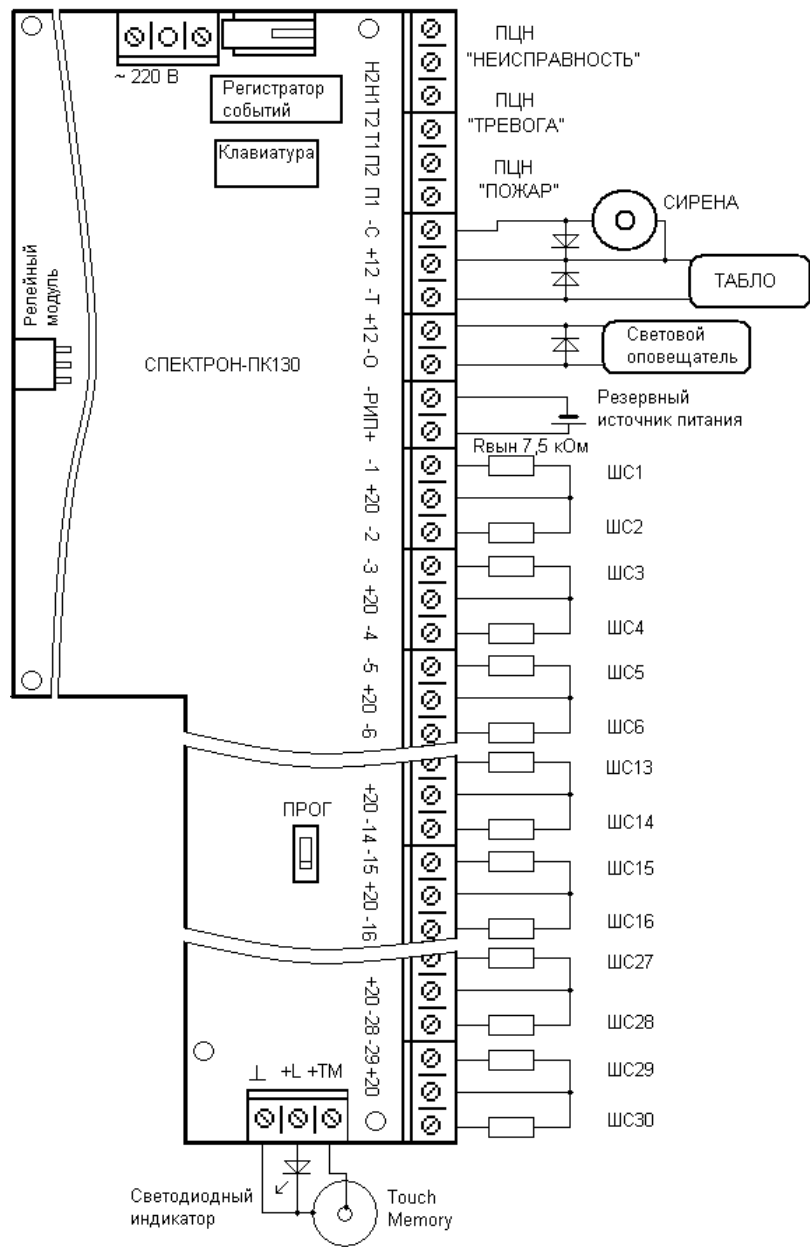 ~ 220 В
Регистратор
событий
Клавиатура
Релейный
модуль
СПЕКТРОН-ПК130
Н2Н1Т2Т1П2П1
-С
+12
-Т
+12
-О
-РИП+
-1
+20
-2
-3
+20
-4
-5
+20
-6
+20
-14
-15
+20
-16
+20
-28
-29
+20
ПЦН
"НЕИСПРАВНОСТЬ"
ПЦН
"ТРЕВОГА"
ПЦН
"ПОЖАР"
СИРЕНА
ТАБЛО
Световой
оповещатель
Резервный
источник питания
Rвын 7,5 кОм
ШС1
ШС2
ШС3
ШС4
ШС5
ШС6
ШС13
ШС14
ШС15
ШС16
ШС27
ШС28
ШС29
ШС30
ПРОГ
⊥ +L +ТМ
Светодиодный
индикатор
Touch
Memory